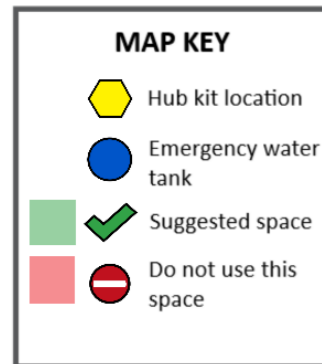 MAP KEY
Hub kit location
Emergency water
tank
Suggested space
Do not use this
space